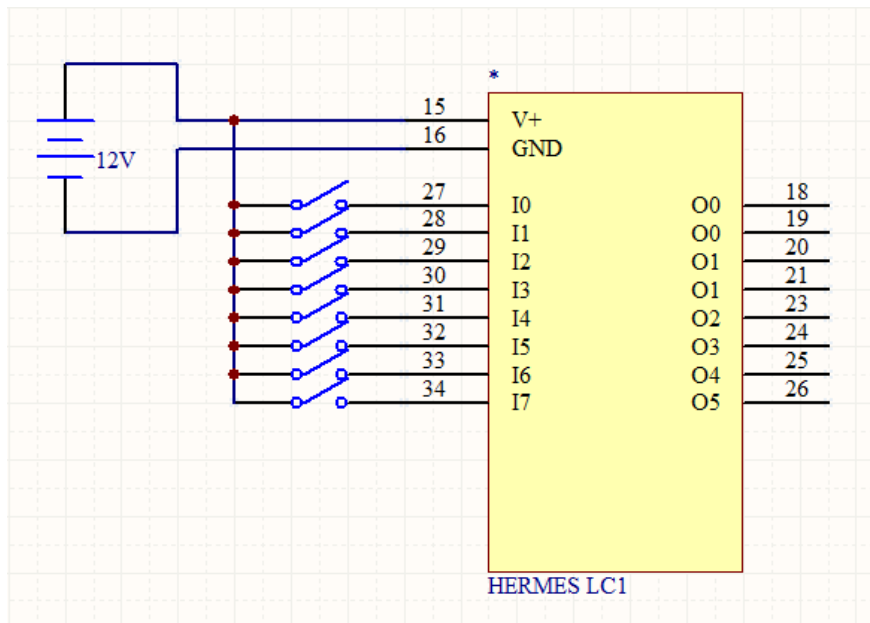 *
15 V+
16 GND
12V
27 I0 O0 18
28 I1 O0 19
29 I2 O1 20
30 I3 O1 21
31 I4 O2 23
32 I5 O3 24
33 I6 O4 25
34 I7 O5 26
HERMES LC1